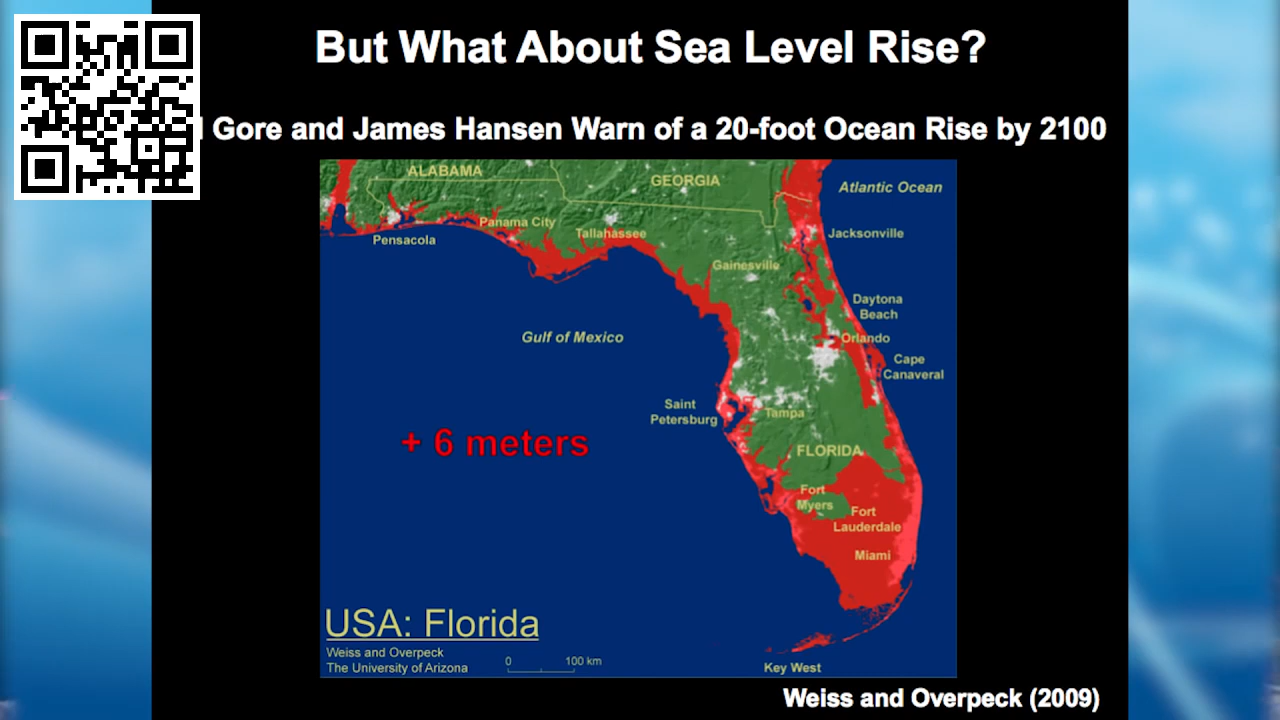 But What About Sea Level Rise?
Gore and James Hansen Warn of a 20-foot Ocean Rise by 2100
ALABAMA
GEORGIA
Atlantic Ocean
Pensacola
Panama City
Tallahassee
Jacksonville
Gainesville
Daytona
Beach
Gulf of Mexico
Orlando
Cape
Canaveral
Saint
Petersburg
Tampa
+ 6 meters
FLORIDA
Fort
Myers
Fort
Lauderdale
Miami
USA: Florida
Weiss and Overpeck
The University of Arizona
0 100 km
Key West
Weiss and Overpeck (2009)